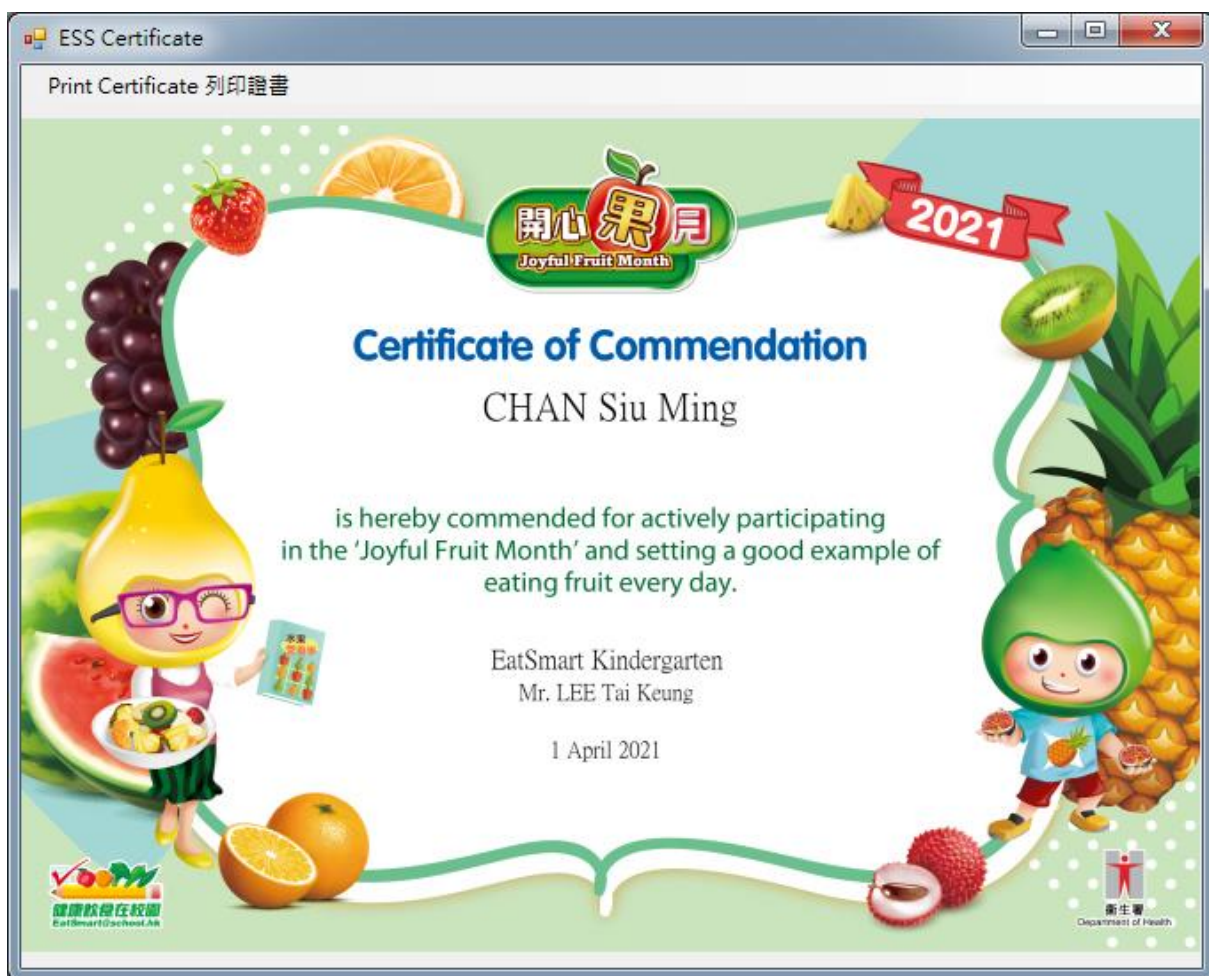 ESS Certificate
Print Certificate 列印證書
開心果月
Joyful Fruit Month
2021
Certificate of Commendation
CHAN Siu Ming
is hereby commended for actively participating
in the ‘Joyful Fruit Month’ and setting a good example of
eating fruit every day.
水果
EatSmart Kindergarten
Mr. LEE Tai Keung
1 April 2021
健康飲食在校園
EatSmart@school.hk
衞生署
Department of Health